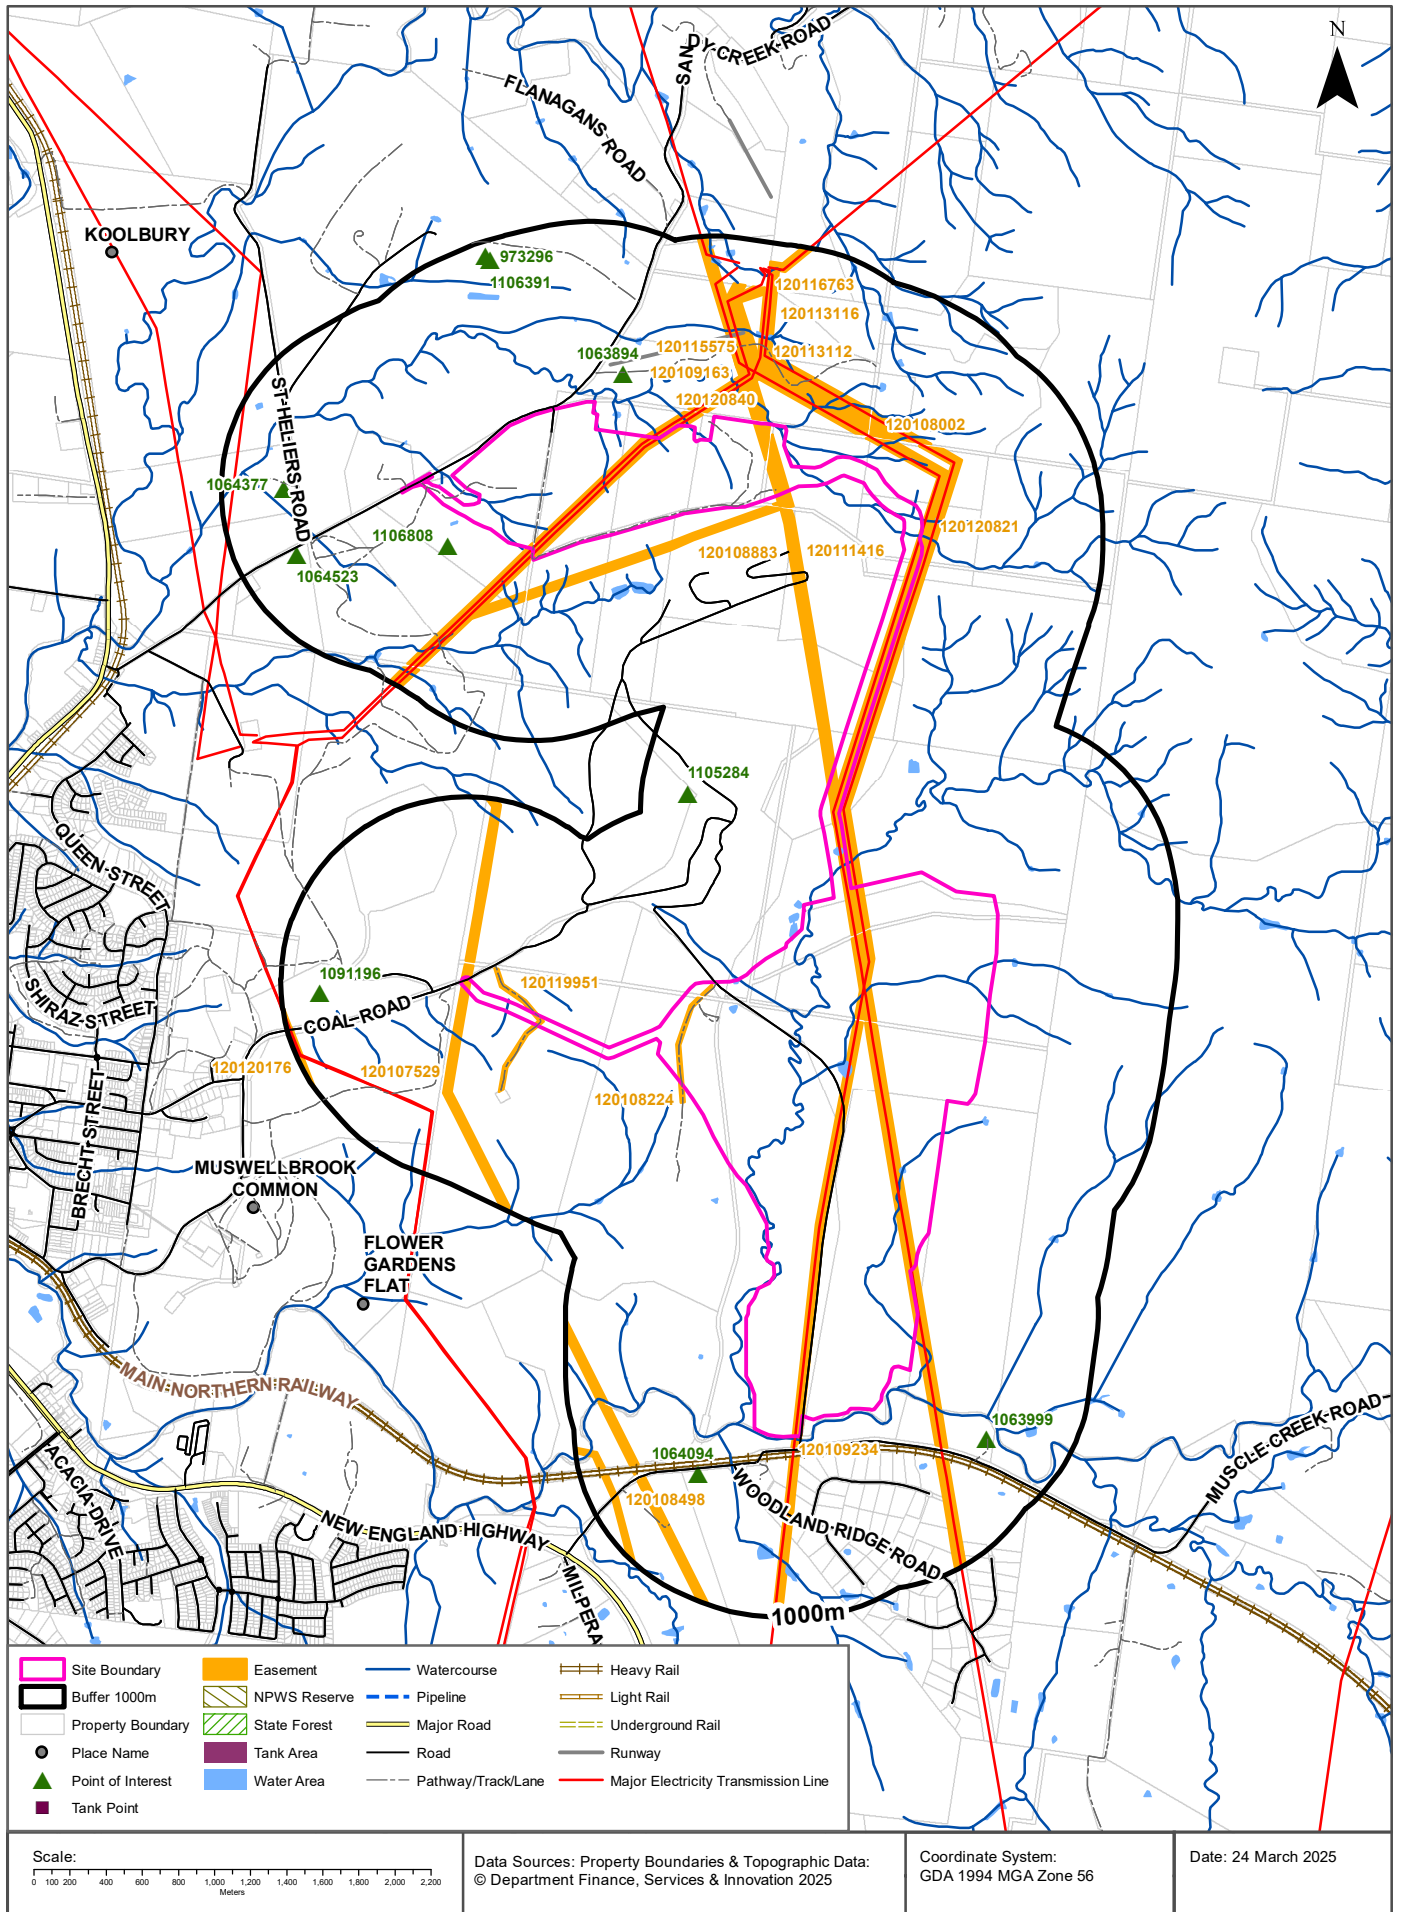 N
SAN
DY-CREEK-ROAD
FLANAGANS
ROAD
KOOLBURY
973296
1106391
120116763
120113116
1063894
120115575
120113112
120109163
120120840
ST-HELIERS-ROAD
120108002
1064377
120120821
1106808
120108883
120111416
1064523
1105284
QUEEN-STREET
1091196
120119951
SHIRAZ-STREET
COAL-ROAD
120120176
120107529
120108224
BRECHT-STREET
MUSWELLBROOK
COMMON
FLOWER
GARDENS
FLAT
MAIN-NORTHERN-RAILWAY
1063999
MUSCLE-CREEK-ROAD
1064094
120109234
ACACIA-DRIVE
120108498
WOODLAND-RIDGE-ROAD
NEW-ENGLAND-HIGHWAY
MILPERA
1000m
Site Boundary
Easement
Watercourse
Heavy Rail
Buffer 1000m
NPWS Reserve
Pipeline
Light Rail
Property Boundary
State Forest
Major Road
Underground Rail
Place Name
Tank Area
Road
Runway
Point of Interest
Water Area
Pathway/Track/Lane
Major Electricity Transmission Line
Tank Point
Scale:
0 100 200 400 600 800 1,000 1,200 1,400 1,600 1,800 2,000 2,200
Meters
Data Sources: Property Boundaries & Topographic Data:
© Department Finance, Services & Innovation 2025
Coordinate System:
GDA 1994 MGA Zone 56
Date: 24 March 2025